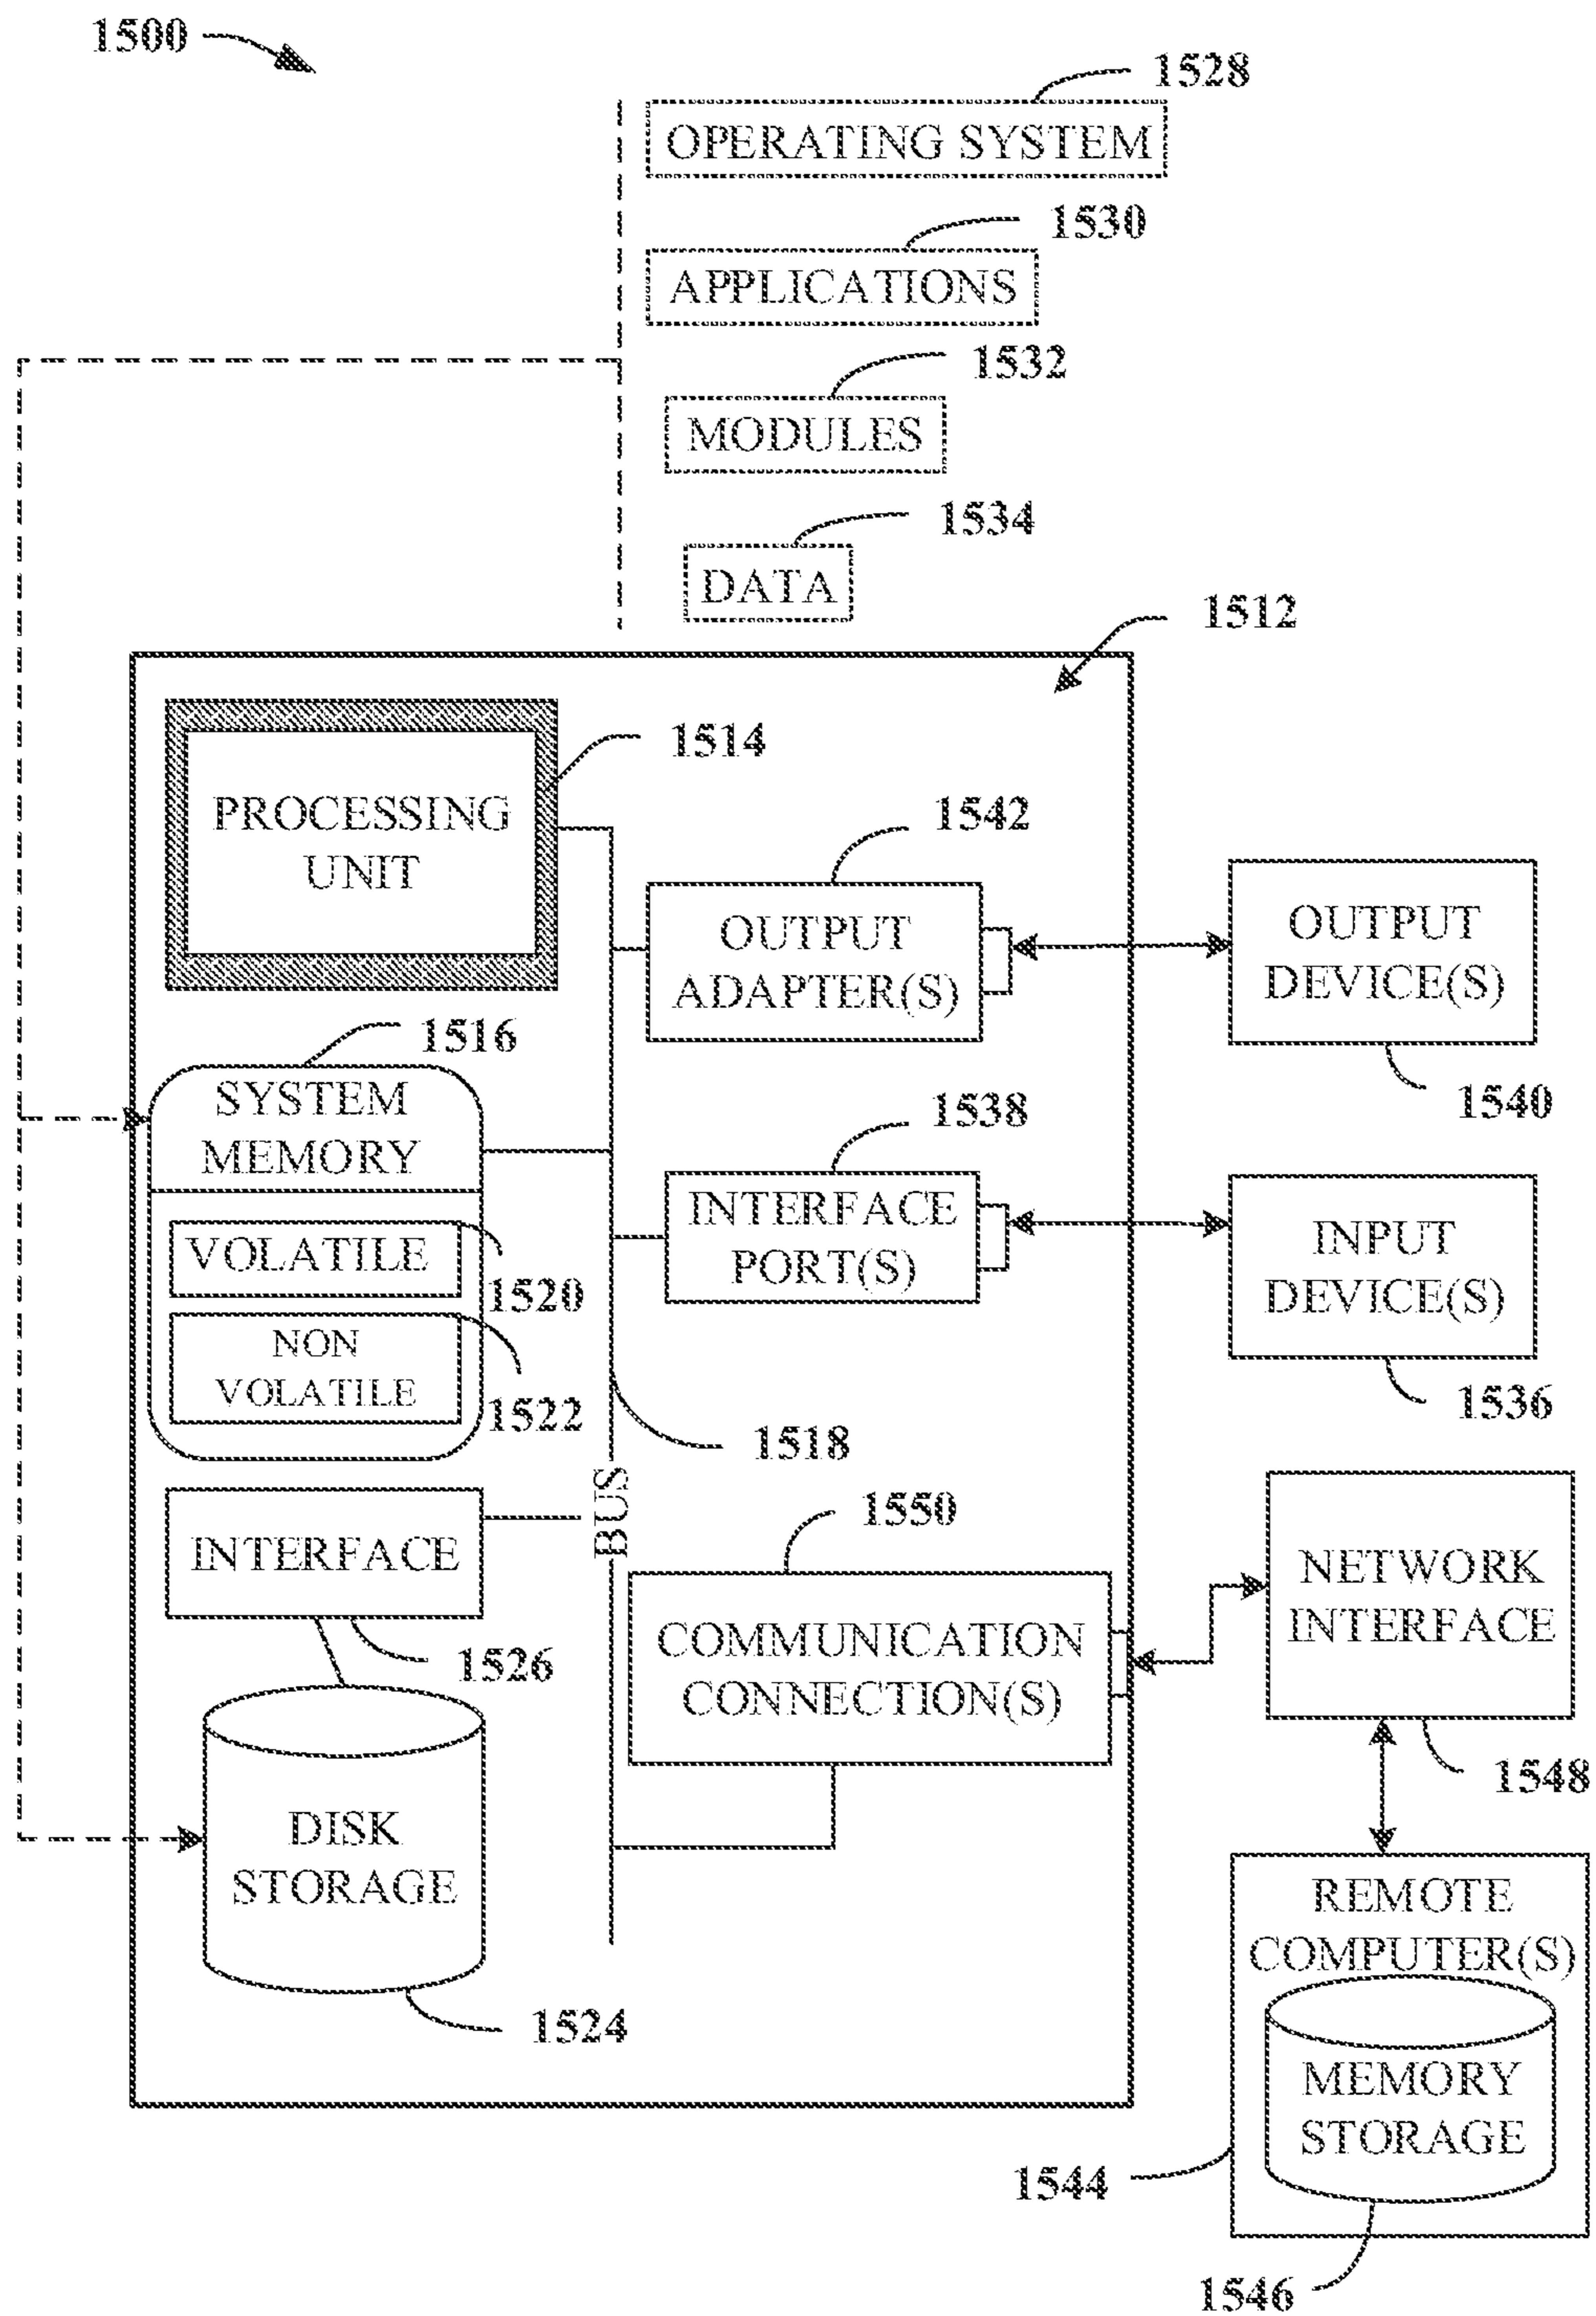 1500
1528
OPERATING SYSTEM
1530
APPLICATIONS
1532
MODULES
1534
DATA
1512
PROCESSING
UNIT
1514
1542
OUTPUT
ADAPTER(S)
OUTPUT
DEVICE(S)
1540
1516
SYSTEM
MEMORY
VOLATILE
1520
NON
VOLATILE
1522
1538
INTERFACE
PORT(S)
INPUT
DEVICE(S)
1536
1518
BUS
INTERFACE
1526
1550
COMMUNICATION
CONNECTION(S)
NETWORK
INTERFACE
1548
DISK
STORAGE
1524
REMOTE
COMPUTER(S)
MEMORY
STORAGE
1544
1546